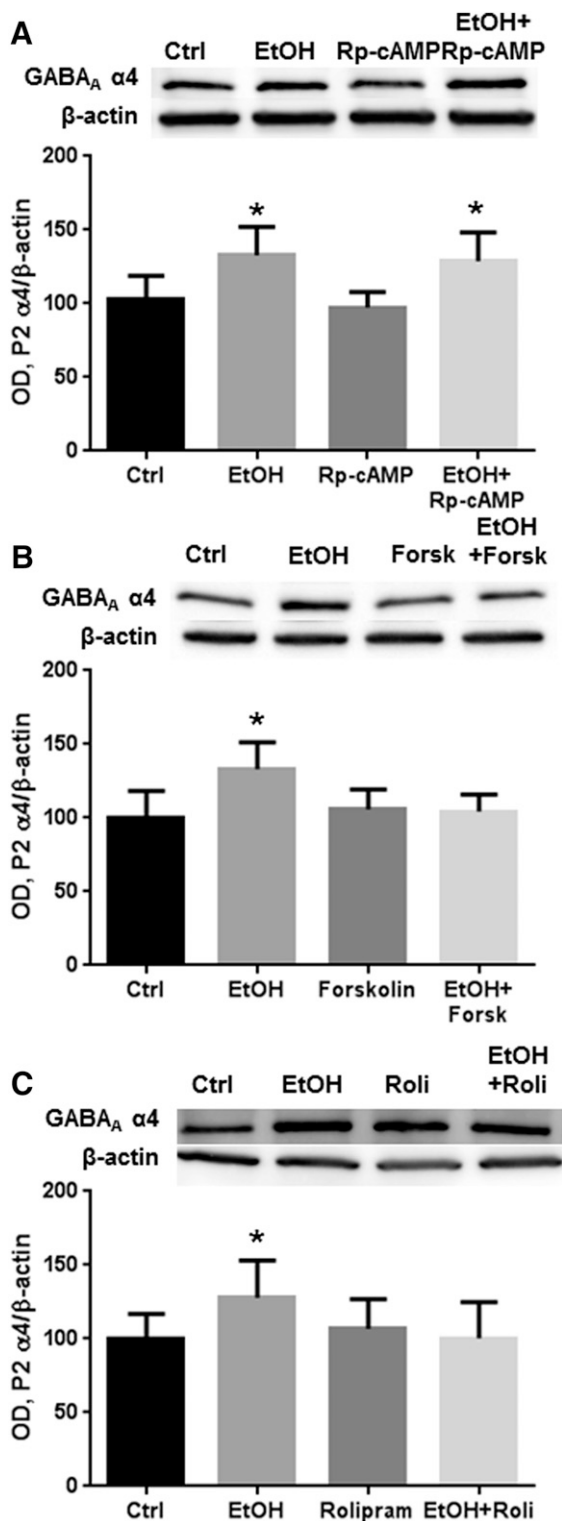 A
Ctrl EtOH Rp-cAMP EtOH+
Rp-cAMP
GABAA α4
β-actin
OD, P2 α4/β-actin
200
150
100
50
0
*
*
Ctrl EtOH Rp-cAMP EtOH+
Rp-cAMP
B
Ctrl EtOH Forsk EtOH
+Forsk
GABAA α4
β-actin
OD, P2 α4/β-actin
200
150
100
50
0
*
Ctrl EtOH Forskolin EtOH+
Forsk
C
Ctrl EtOH Roli EtOH
+Roli
GABAA α4
β-actin
OD, P2 α4/β-actin
200
150
100
50
0
*
Ctrl EtOH Rolipram EtOH+Roli